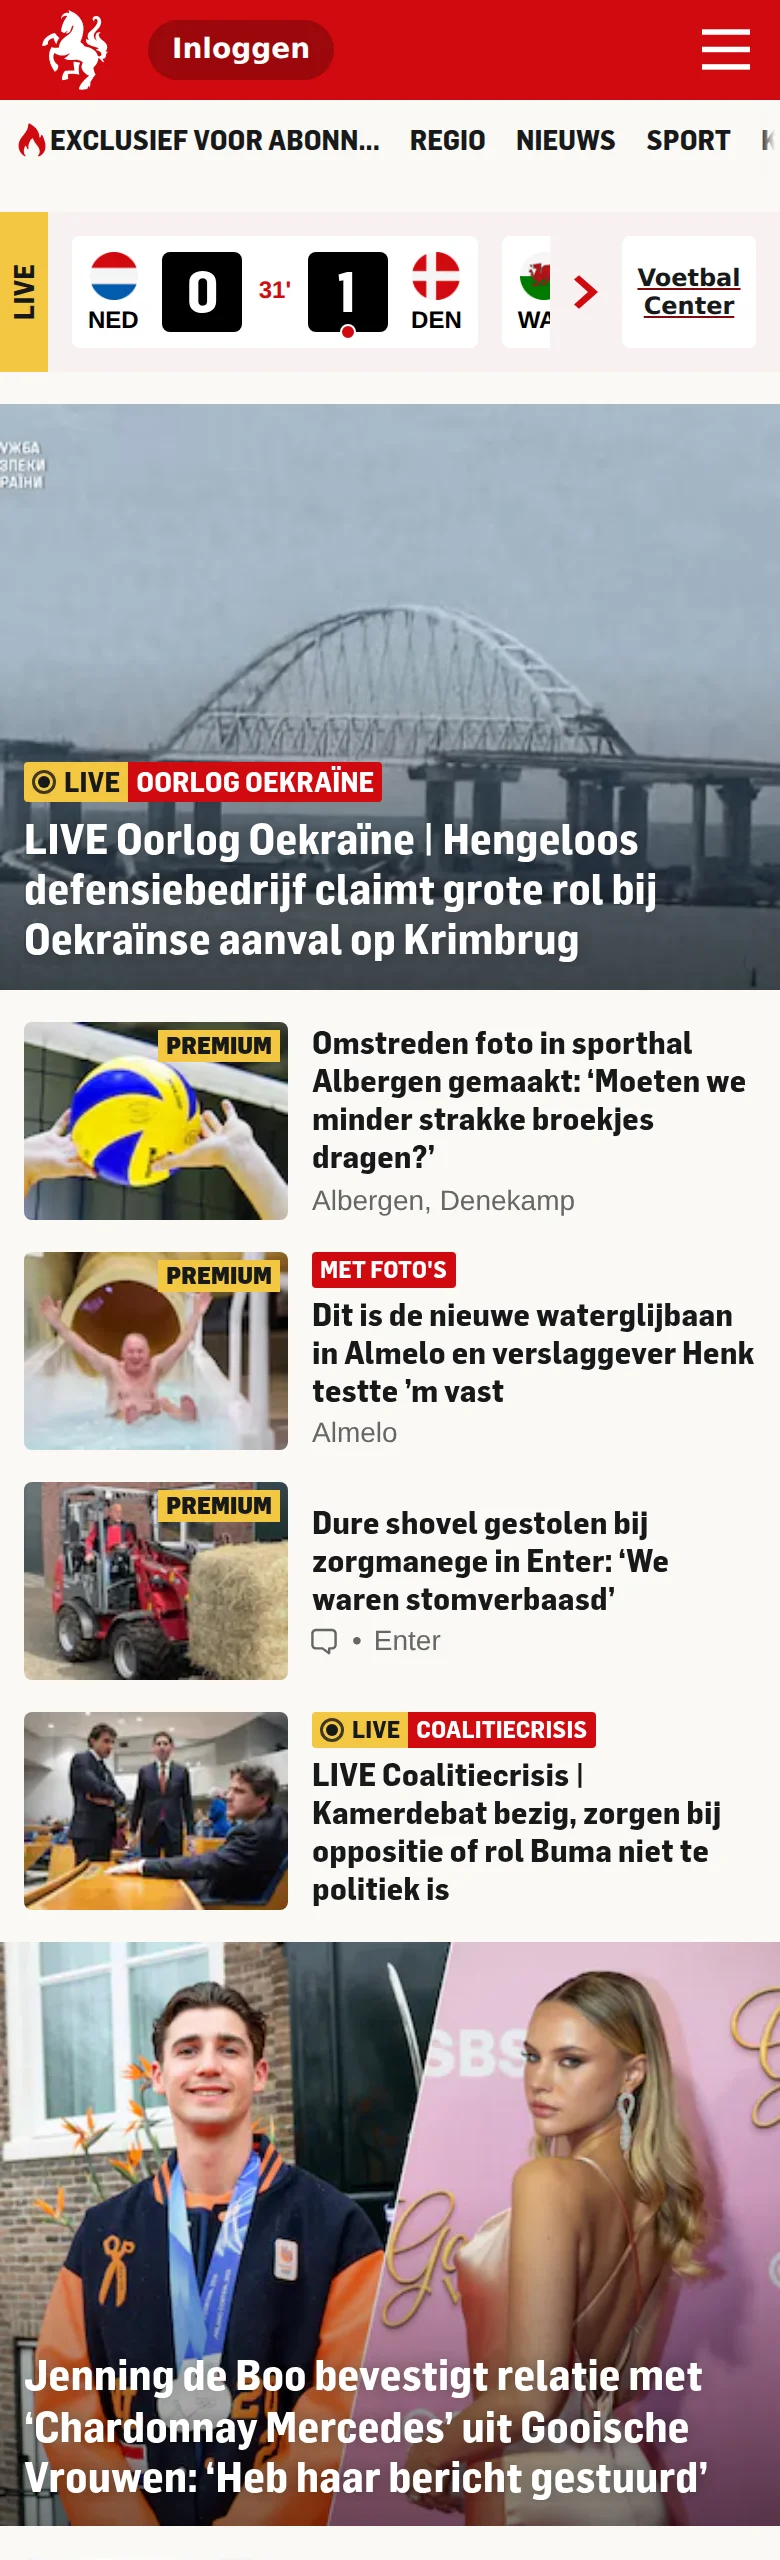 Inloggen
EXCLUSIEF VOOR ABONN... REGIO NIEUWS SPORT
LIVE
NED 0 31' 1 DEN
WA
Voetbal
Center
УЖБА
ЗПЕКИ
РАЇНИ
LIVE OORLOG OEKRAÏNE
LIVE Oorlog Oekraïne | Hengeloos
defensiebedrijf claimt grote rol bij
Oekraïnse aanval op Krimbrug
PREMIUM
Omstreden foto in sporthal
Albergen gemaakt: ‘Moeten we
minder strakke broekjes
dragen?’
Albergen, Denekamp
PREMIUM
MET FOTO'S
Dit is de nieuwe waterglijbaan
in Almelo en verslaggever Henk
testte ’m vast
Almelo
PREMIUM
Dure shovel gestolen bij
zorgmanege in Enter: ‘We
waren stomverbaasd’
• Enter
LIVE COALITIECRISIS
LIVE Coalitiecrisis |
Kamerdebat bezig, zorgen bij
oppositie of rol Buma niet te
politiek is
SBS
Jenning de Boo bevestigt relatie met
‘Chardonnay Mercedes’ uit Gooische
Vrouwen: ‘Heb haar bericht gestuurd’